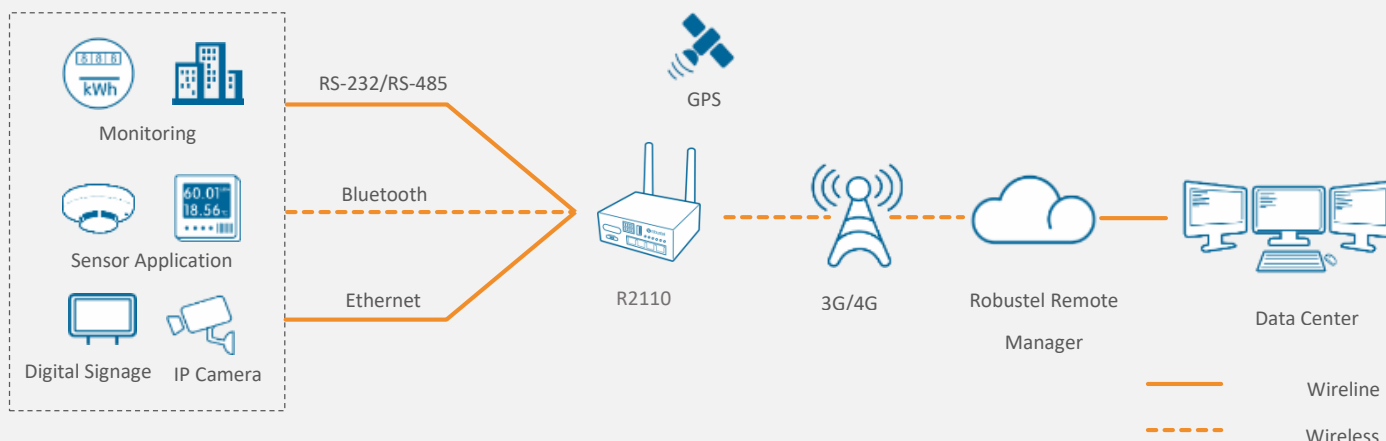 888
kWh
Monitoring
60.01
18.56
Sensor Application
Digital Signage
IP Camera
RS-232/RS-485
Bluetooth
Ethernet
GPS
R2110
3G/4G
Robustel Remote
Manager
Data Center
Wireline
Wireless